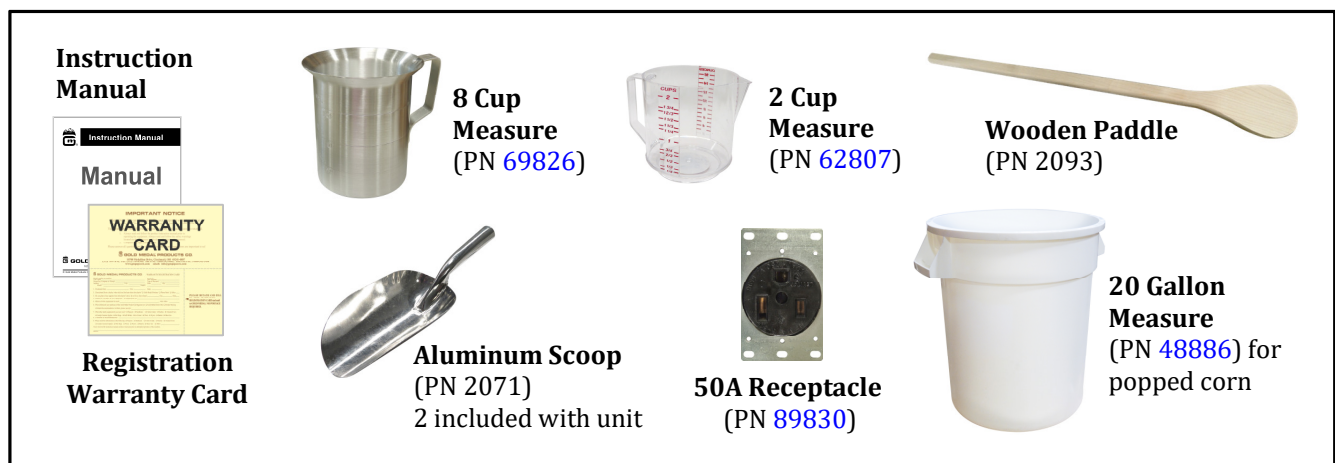 Instruction
Manual
Instruction Manual
Manual
IMPORTANT NOTICE
WARRANTY
CARD
GOLD MEDAL PRODUCTS CO.
Registration
Warranty Card
8 Cup
Measure
(PN 69826)
CUPS
2
1
2 Cup
Measure
(PN 62807)
Wooden Paddle
(PN 2093)
Aluminum Scoop
(PN 2071)
2 included with unit
50A Receptacle
(PN 89830)
20 Gallon
Measure
(PN 48886) for
popped corn